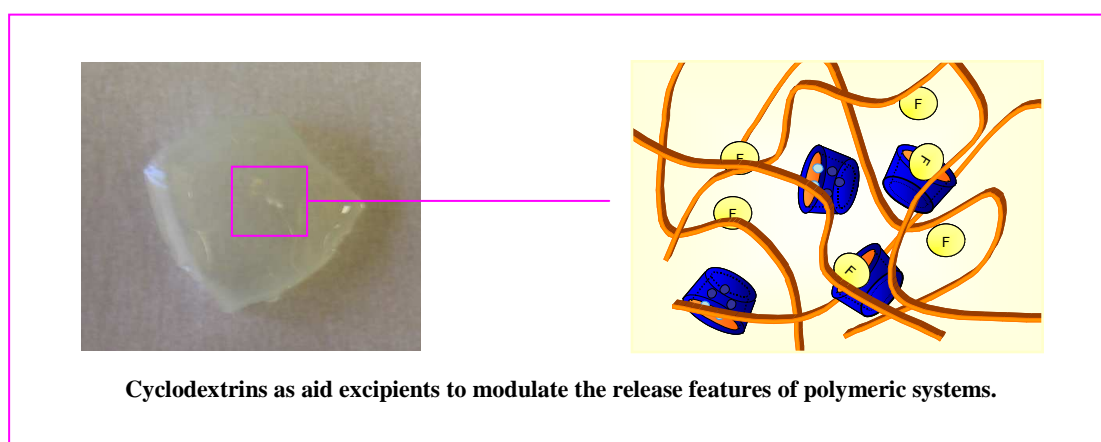 F
F
F
F
F
F
Cyclodextrins as aid excipients to modulate the release features of polymeric systems.